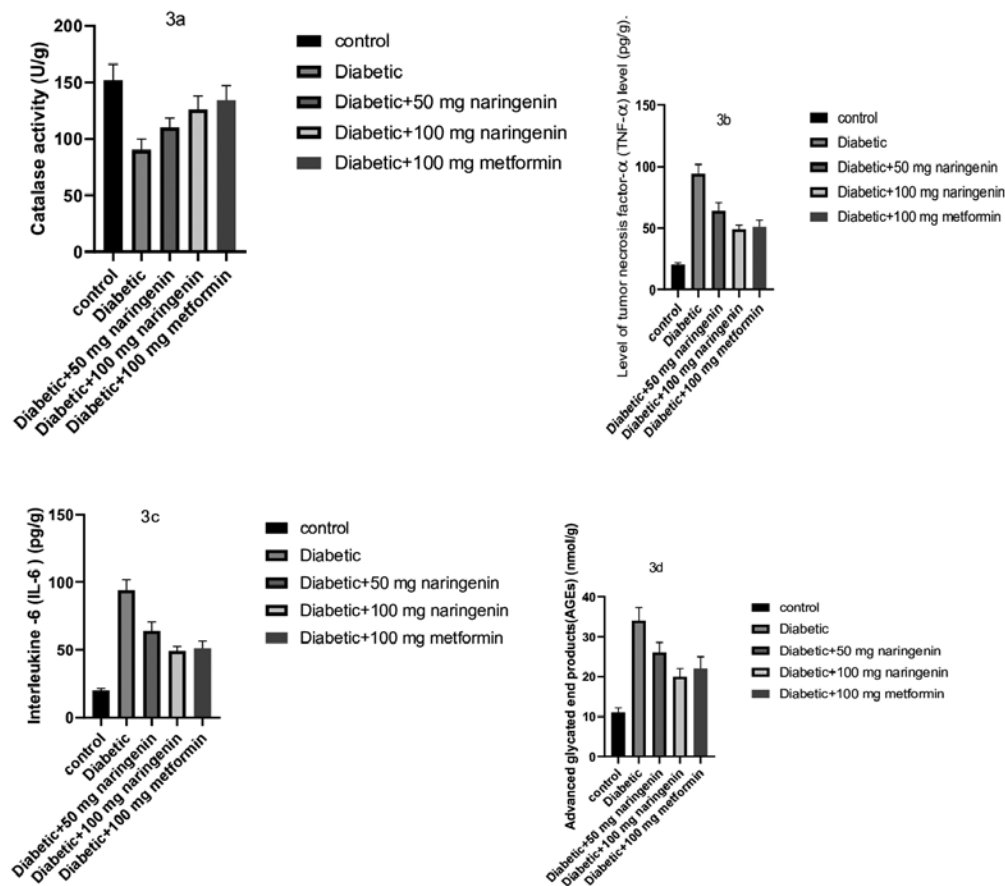 3a
Catalase activity (U/g)
200
150
100
50
0
control
Diabetic
Diabetic+50 mg naringenin
Diabetic+100 mg naringenin
Diabetic+100 mg metformin
control
Diabetic
Diabetic+50 mg naringenin
Diabetic+100 mg naringenin
Diabetic+100 mg metformin
3b
Level of tumor necrosis factor-α (TNF-α) level (pg/g).
150
100
50
0
control
Diabetic
Diabetic+50 mg naringenin
Diabetic+100 mg naringenin
Diabetic+100 mg metformin
control
Diabetic
Diabetic+50 mg naringenin
Diabetic+100 mg naringenin
Diabetic+100 mg metformin
3c
Interleukine -6 (IL-6 ) (pg/g)
150
100
50
0
control
Diabetic
Diabetic+50 mg naringenin
Diabetic+100 mg naringenin
Diabetic+100 mg metformin
control
Diabetic
Diabetic+50 mg naringenin
Diabetic+100 mg naringenin
Diabetic+100 mg metformin
3d
Advanced glycated end products(AGEs) (nmol/g)
40
30
20
10
0
control
Diabetic
Diabetic+50 mg naringenin
Diabetic+100 mg naringenin
Diabetic+100 mg metformin
control
Diabetic
Diabetic+50 mg naringenin
Diabetic+100 mg naringenin
Diabetic+100 mg metformin